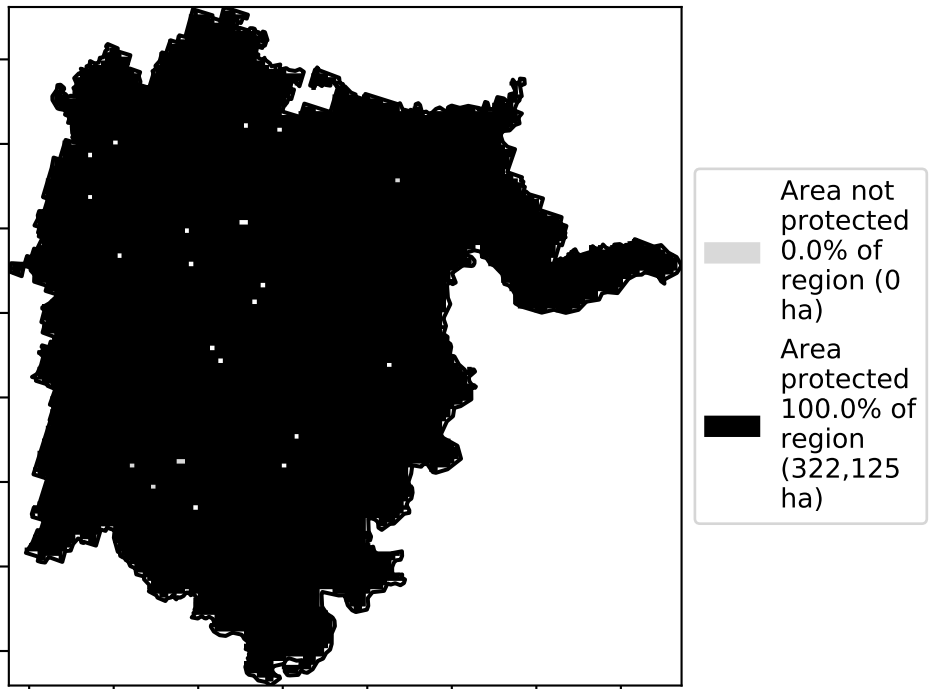 Area not
protected
0.0% of
region (0
ha)
Area
protected
100.0% of
region
(322,125
ha)